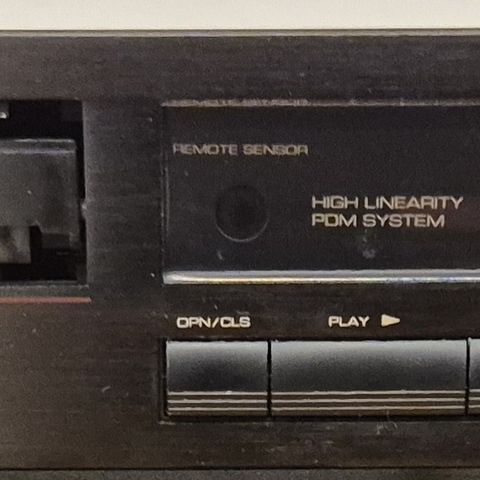 REMOTE SENSOR
HIGH LINEARITY
PDM SYSTEM
OPN/CLS
PLAY